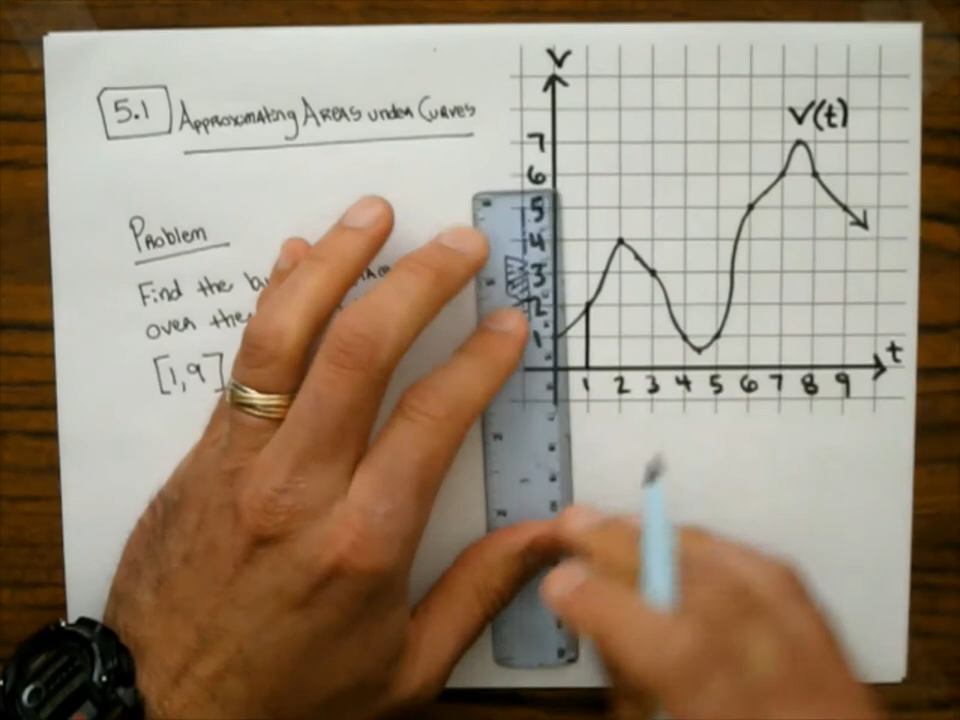 5.1 Approximating Areas under Curves
Problem
Find the
over the
[1,9]
V
V(t)
7
6
5
4
3
2
1
t
1 2 3 4 5 6 7 8 9